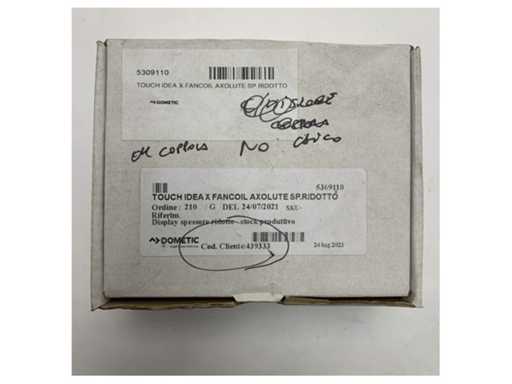 5309110
TOUCH IDEA X FANCOIL AXOLUTE SP.RIDOTTO
DOMETIC
NO
5309110
TOUCH IDEA X FANCOIL AXOLUTE SP.RIDOTTO
Ordine : 210 / G DEL 24/07/2021 SKU-
Riferim.
Display spessore ridotto - stock produttivo
DOMETIC
Cod. Cliente 439333
24 lug 2021